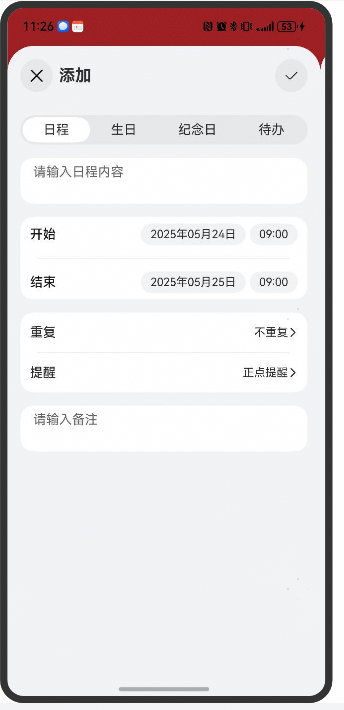 11:26 53
添加
日程 生日 纪念日 待办
请输入日程内容
开始 2025年05月24日 09:00
结束 2025年05月25日 09:00
重复 不重复
提醒 正点提醒
请输入备注